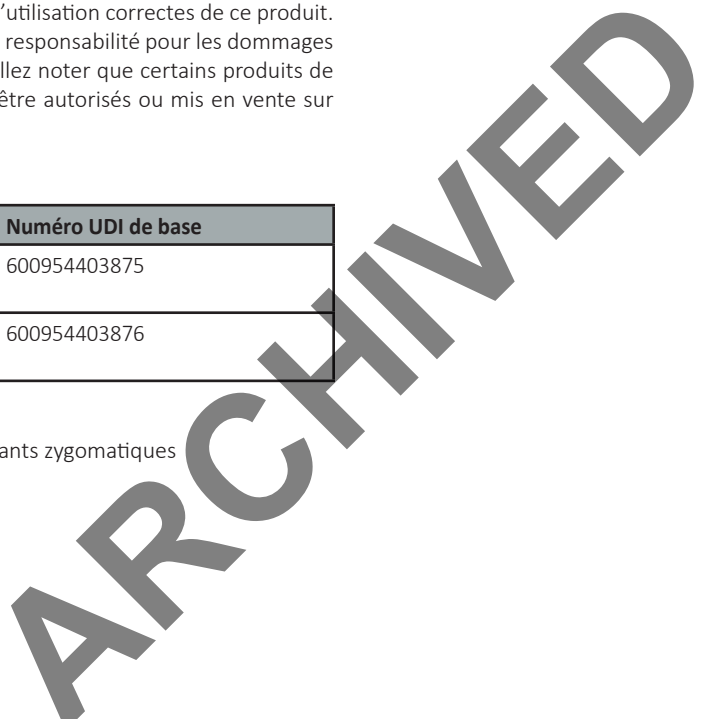 l’utilisation correctes de ce produit.
responsabilité pour les dommages
llez noter que certains produits de
être autorisés ou mis en vente sur
Numéro UDI de base
600954403875
600954403876
ants zygomatiques
ARCHIVED